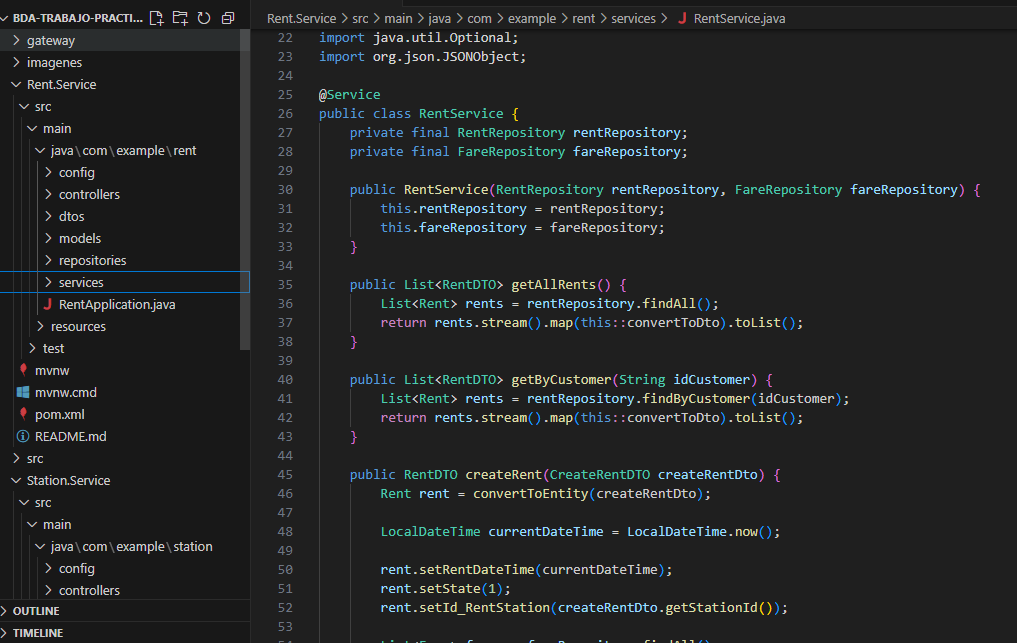 BDA-TRABAJO-PRACTI...
gateway
imagenes
Rent.Service
src
main
java\com\example\rent
config
controllers
dtos
models
repositories
services
RentApplication.java
resources
test
mvnw
mvnw.cmd
pom.xml
README.md
src
Station.Service
src
main
java\com\example\station
config
controllers
OUTLINE
TIMELINE
Rent.Service > src > main > java > com > example > rent > services > RentService.java
22 import java.util.Optional;
23 import org.json.JSONObject;
24
25 @Service
26 public class RentService {
27 private final RentRepository rentRepository;
28 private final FareRepository fareRepository;
29
30 public RentService(RentRepository rentRepository, FareRepository fareRepository) {
31 this.rentRepository = rentRepository;
32 this.fareRepository = fareRepository;
33 }
34
35 public List<RentDTO> getAllRents() {
36 List<Rent> rents = rentRepository.findAll();
37 return rents.stream().map(this::convertToDto).toList();
38 }
39
40 public List<RentDTO> getByCustomer(String idCustomer) {
41 List<Rent> rents = rentRepository.findByCustomer(idCustomer);
42 return rents.stream().map(this::convertToDto).toList();
43 }
44
45 public RentDTO createRent(CreateRentDTO createRentDto) {
46 Rent rent = convertToEntity(createRentDto);
47
48 LocalDateTime currentDateTime = LocalDateTime.now();
49
50 rent.setRentDateTime(currentDateTime);
51 rent.setState(1);
52 rent.setId_RentStation(createRentDto.getStationId());
53